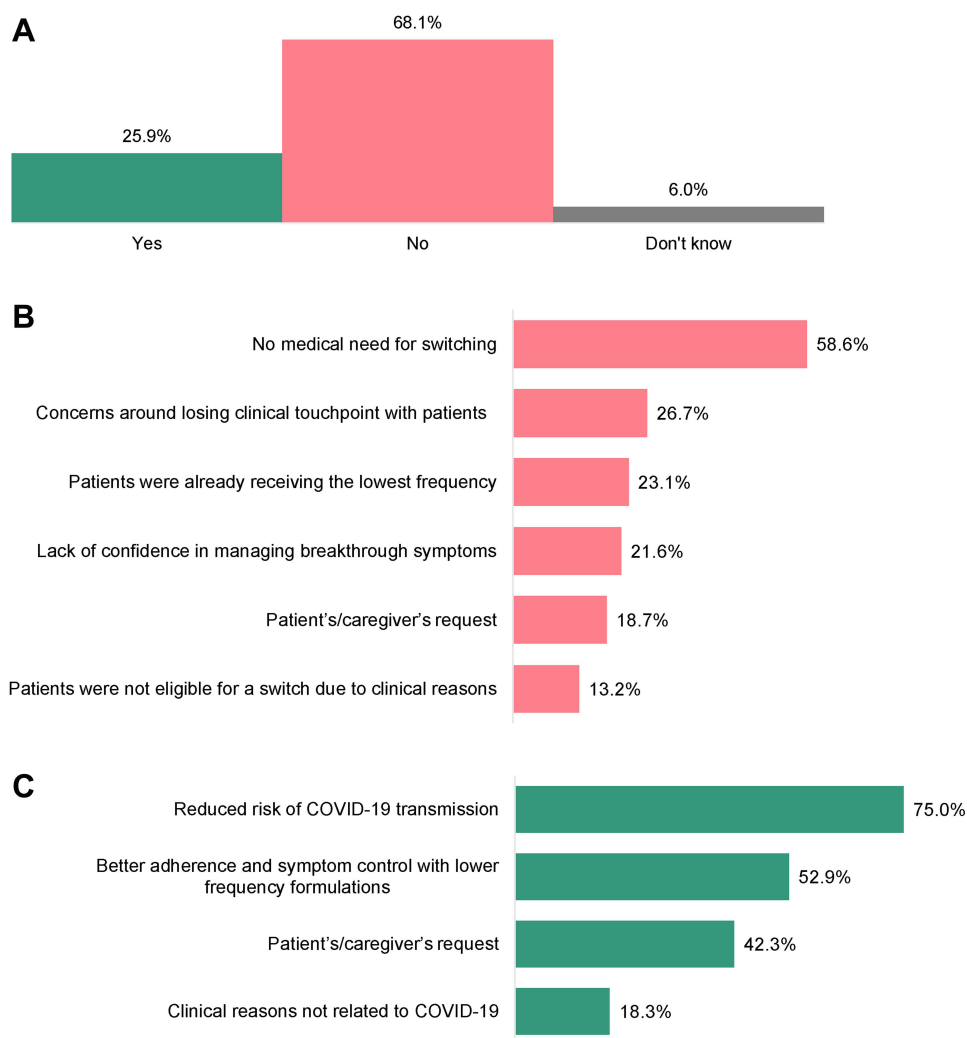 A
68.1%
25.9%
6.0%
Yes
No
Don't know
B
No medical need for switching
58.6%
Concerns around losing clinical touchpoint with patients
26.7%
Patients were already receiving the lowest frequency
23.1%
Lack of confidence in managing breakthrough symptoms
21.6%
Patient’s/caregiver’s request
18.7%
Patients were not eligible for a switch due to clinical reasons
13.2%
C
Reduced risk of COVID-19 transmission
75.0%
Better adherence and symptom control with lower
frequency formulations
52.9%
Patient’s/caregiver’s request
42.3%
Clinical reasons not related to COVID-19
18.3%